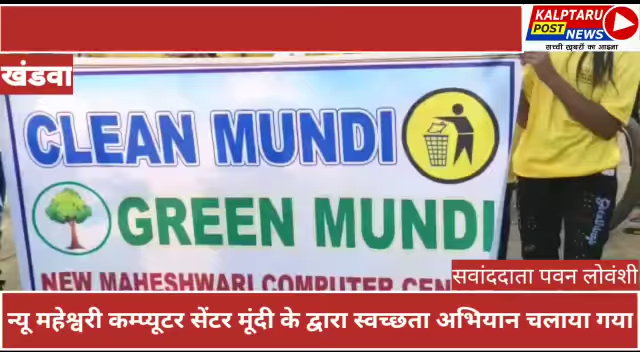 KALPTARU
POST NEWS
सच्ची खबरों का आइना
खंडवा
CLEAN MUNDI
GREEN MUNDI
NEW MAHESHWARI COMPUTER CEN
सवांददाता पवन लोवंशी
न्यू महेश्वरी कम्प्यूटर सेंटर मूंदी के द्वारा स्वच्छता अभियान चलाया गया